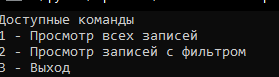 Доступные команды
1 - Просмотр всех записей
2 - Просмотр записей с фильтром
3 - Выход